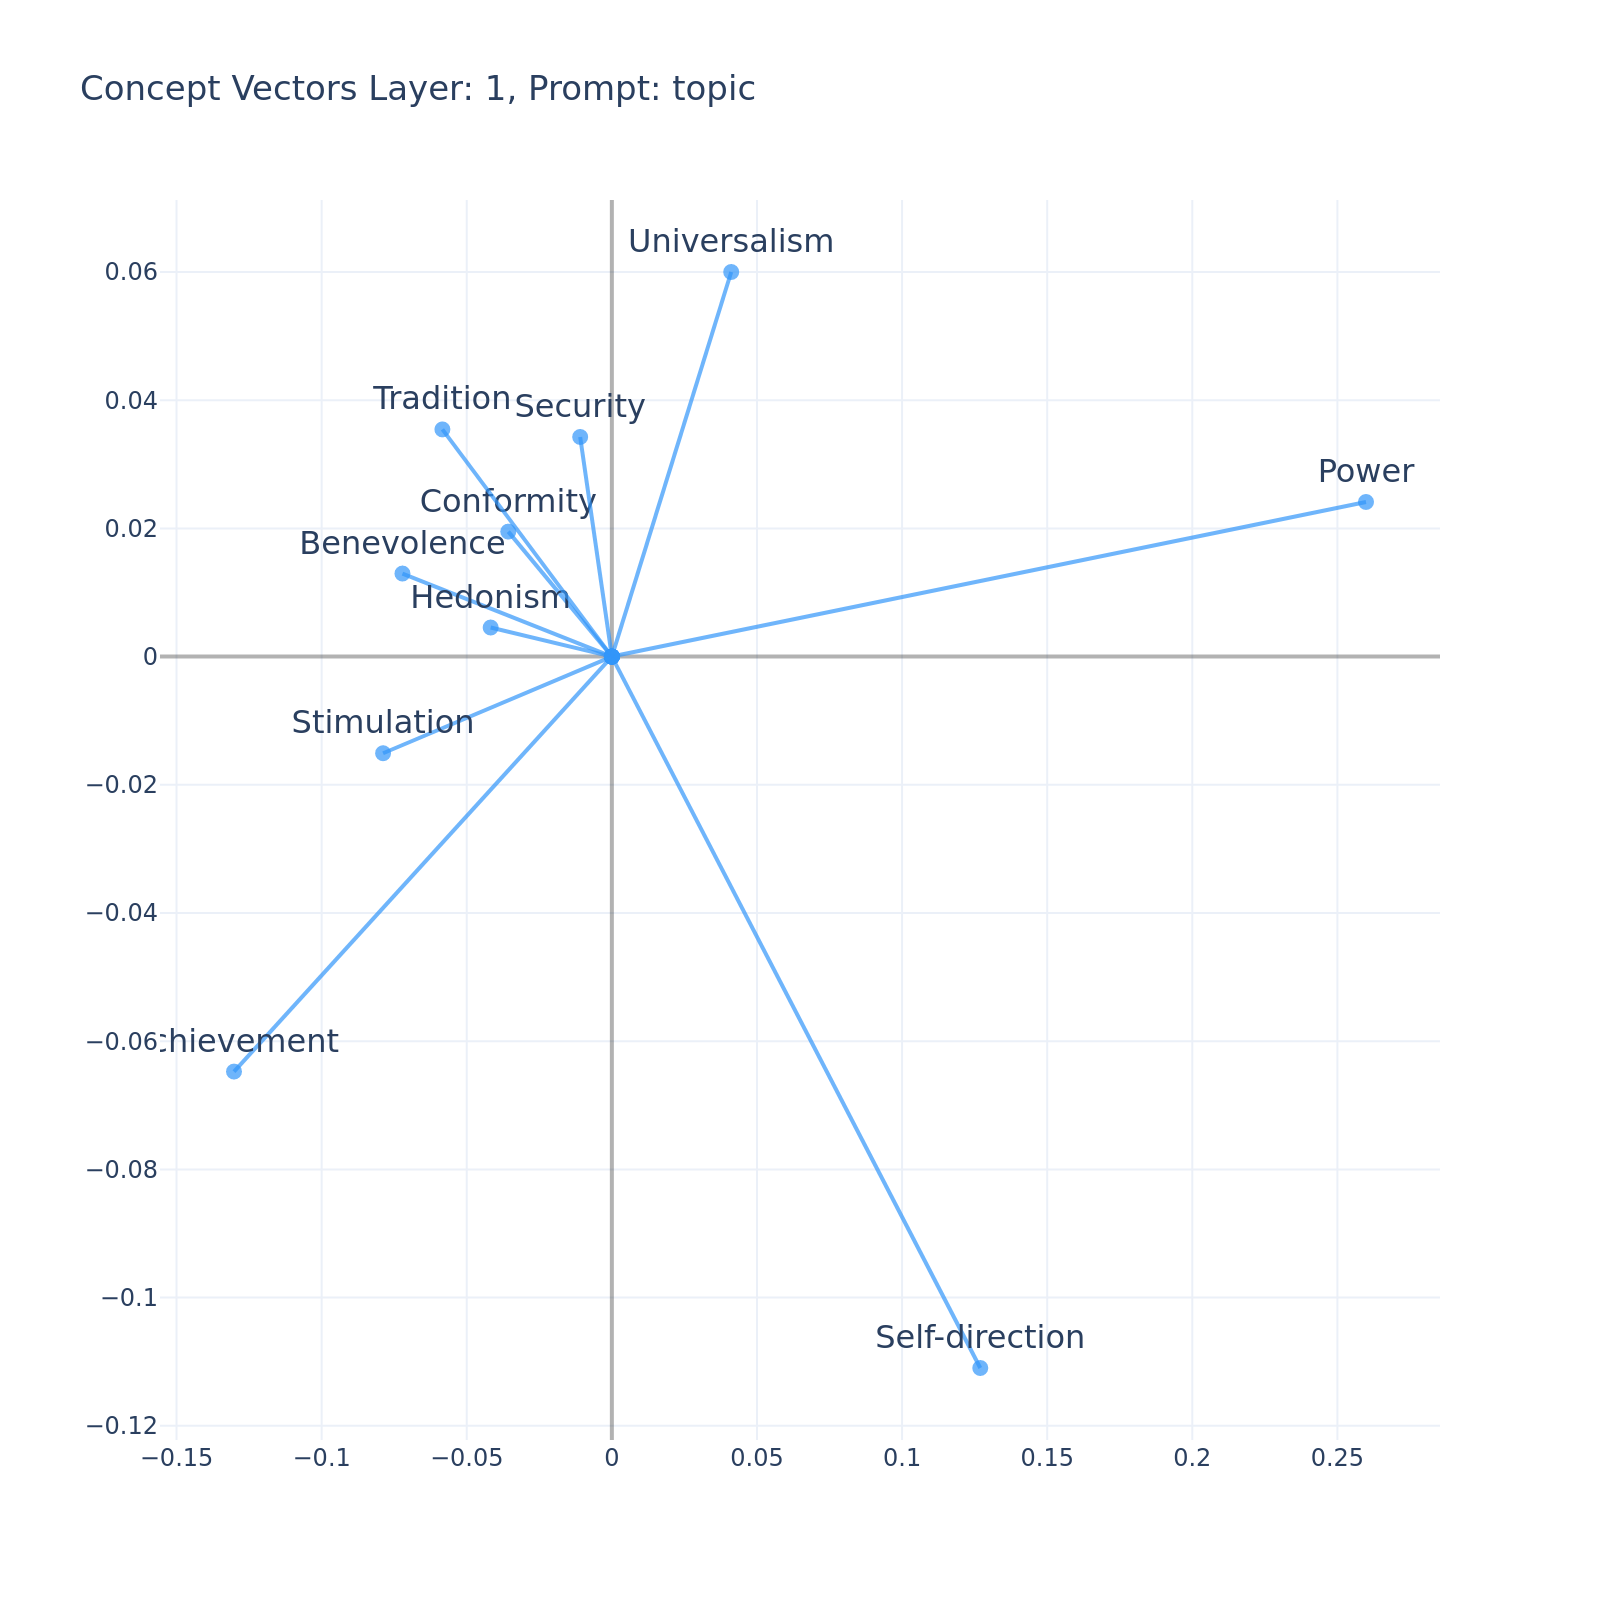 Concept Vectors Layer: 1, Prompt: topic
Universalism
0.06
Tradition
Security
0.04
Power
Conformity
0.02
Benevolence
Hedonism
0
Stimulation
−0.02
−0.04
−0.06
chievement
−0.08
−0.1
Self-direction
−0.12
−0.15 −0.1 −0.05 0 0.05 0.1 0.15 0.2 0.25